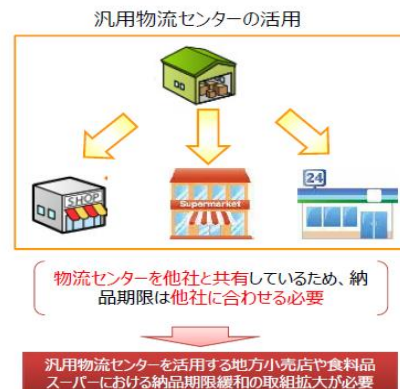 汎用物流センターの活用
SHOP
Supermarket
24
物流センターを他社と共有しているため、納
品期限は他社に合わせる必要
汎用物流センターを活用する地方小売店や食料品
スーパーにおける納品期限緩和の取組拡大が必要